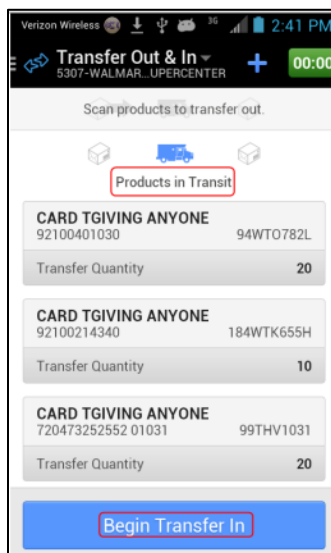 Verizon Wireless 3G 2:41 PM
Transfer Out & In
5307-WALMAR...UPERCENTER
00:00
Scan products to transfer out.
Products in Transit
CARD TGIVING ANYONE
92100401030 94WTO782L
Transfer Quantity 20
CARD TGIVING ANYONE
92100214340 184WTK655H
Transfer Quantity 10
CARD TGIVING ANYONE
720473252552 01031 99THV1031
Transfer Quantity 20
Begin Transfer In